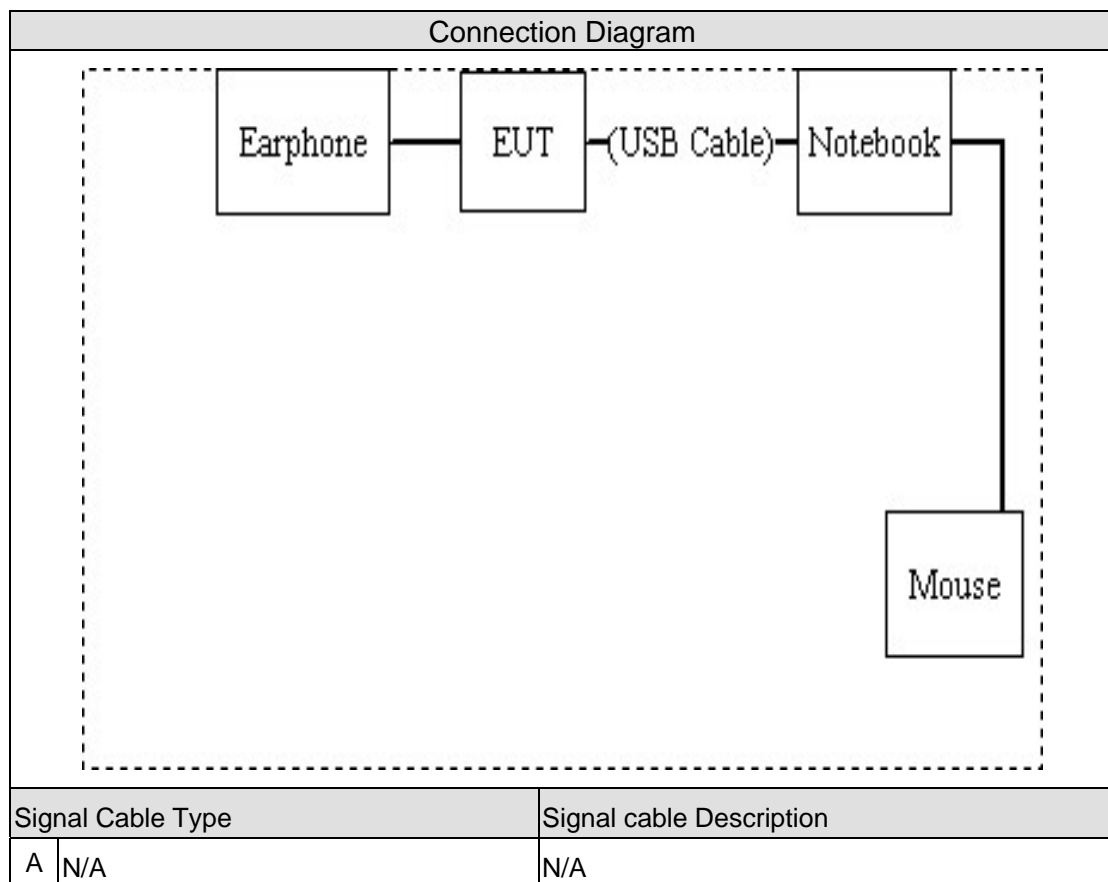 Connection Diagram
Earphone EUT (USB Cable) Notebook
Mouse
Signal Cable Type Signal cable Description
A N/A N/A